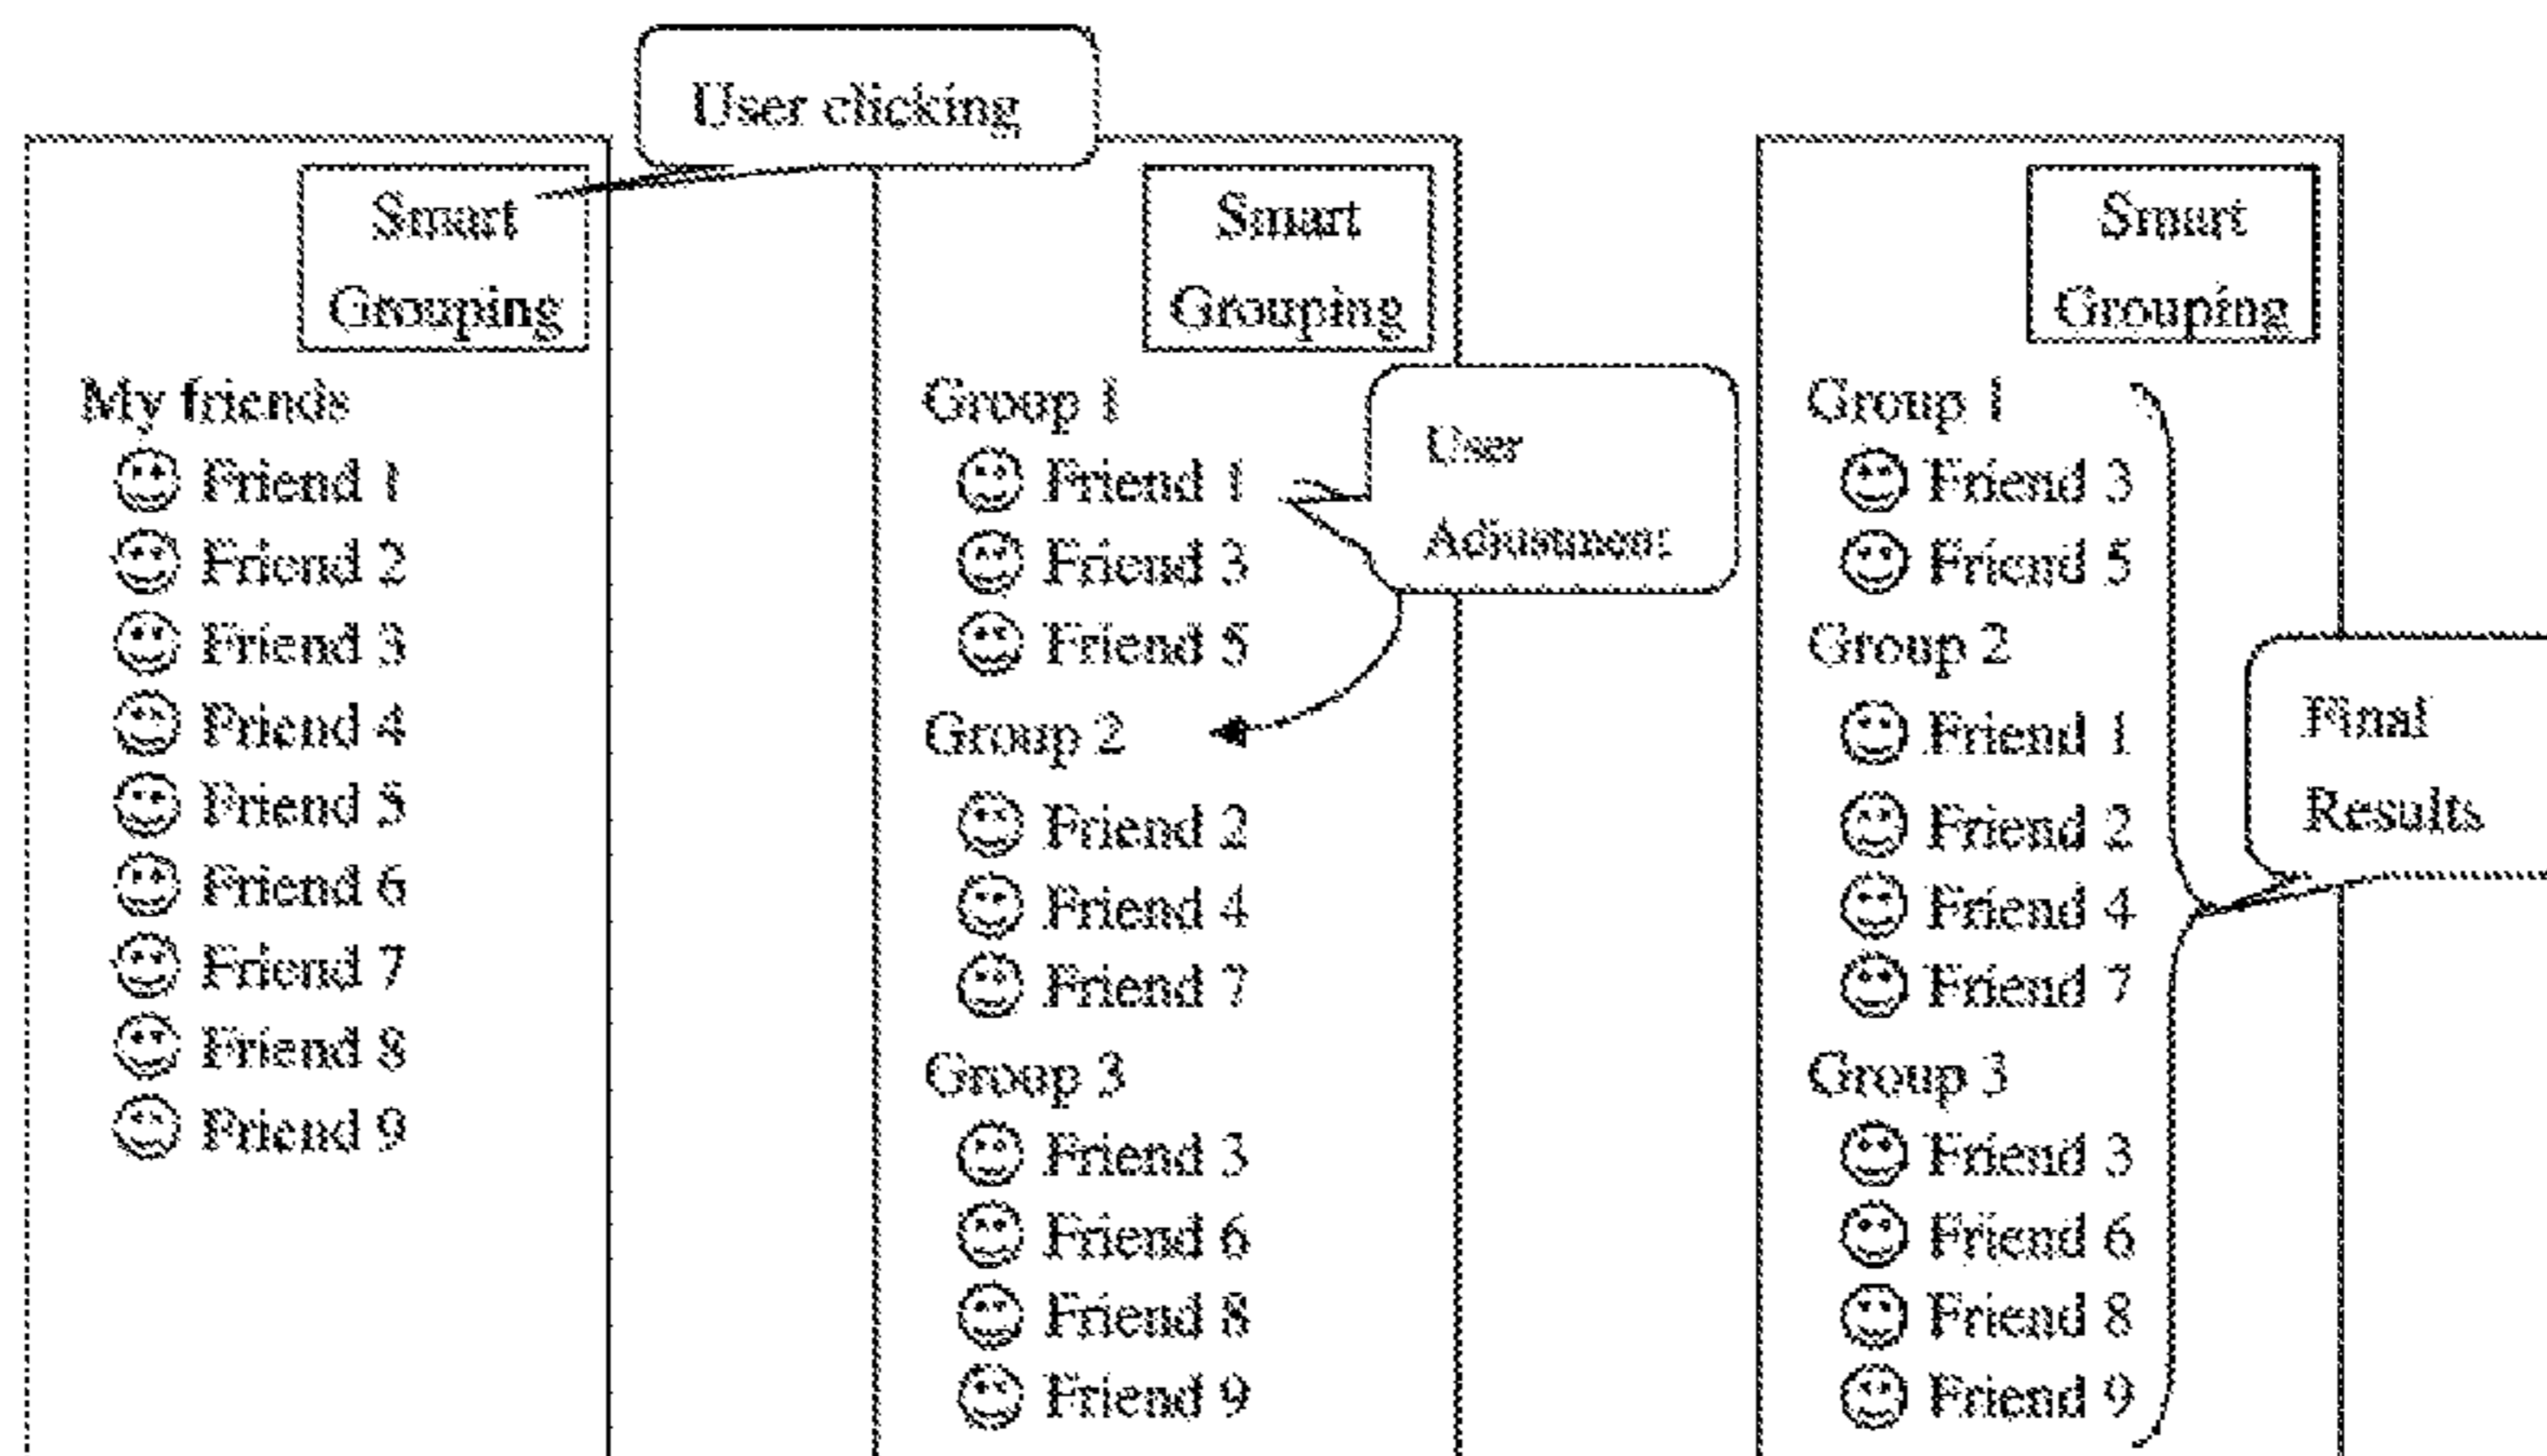 User clicking
Smart
Grouping
My friends
Friend 1
Friend 2
Friend 3
Friend 4
Friend 5
Friend 6
Friend 7
Friend 8
Friend 9
Smart
Grouping
Group 1
Friend 1
Friend 3
Friend 5
Group 2
Friend 2
Friend 4
Friend 7
Group 3
Friend 3
Friend 6
Friend 8
Friend 9
User
Adjustment
Smart
Grouping
Group 1
Friend 3
Friend 5
Group 2
Friend 1
Friend 2
Friend 4
Friend 7
Group 3
Friend 3
Friend 6
Friend 8
Friend 9
Final
Results